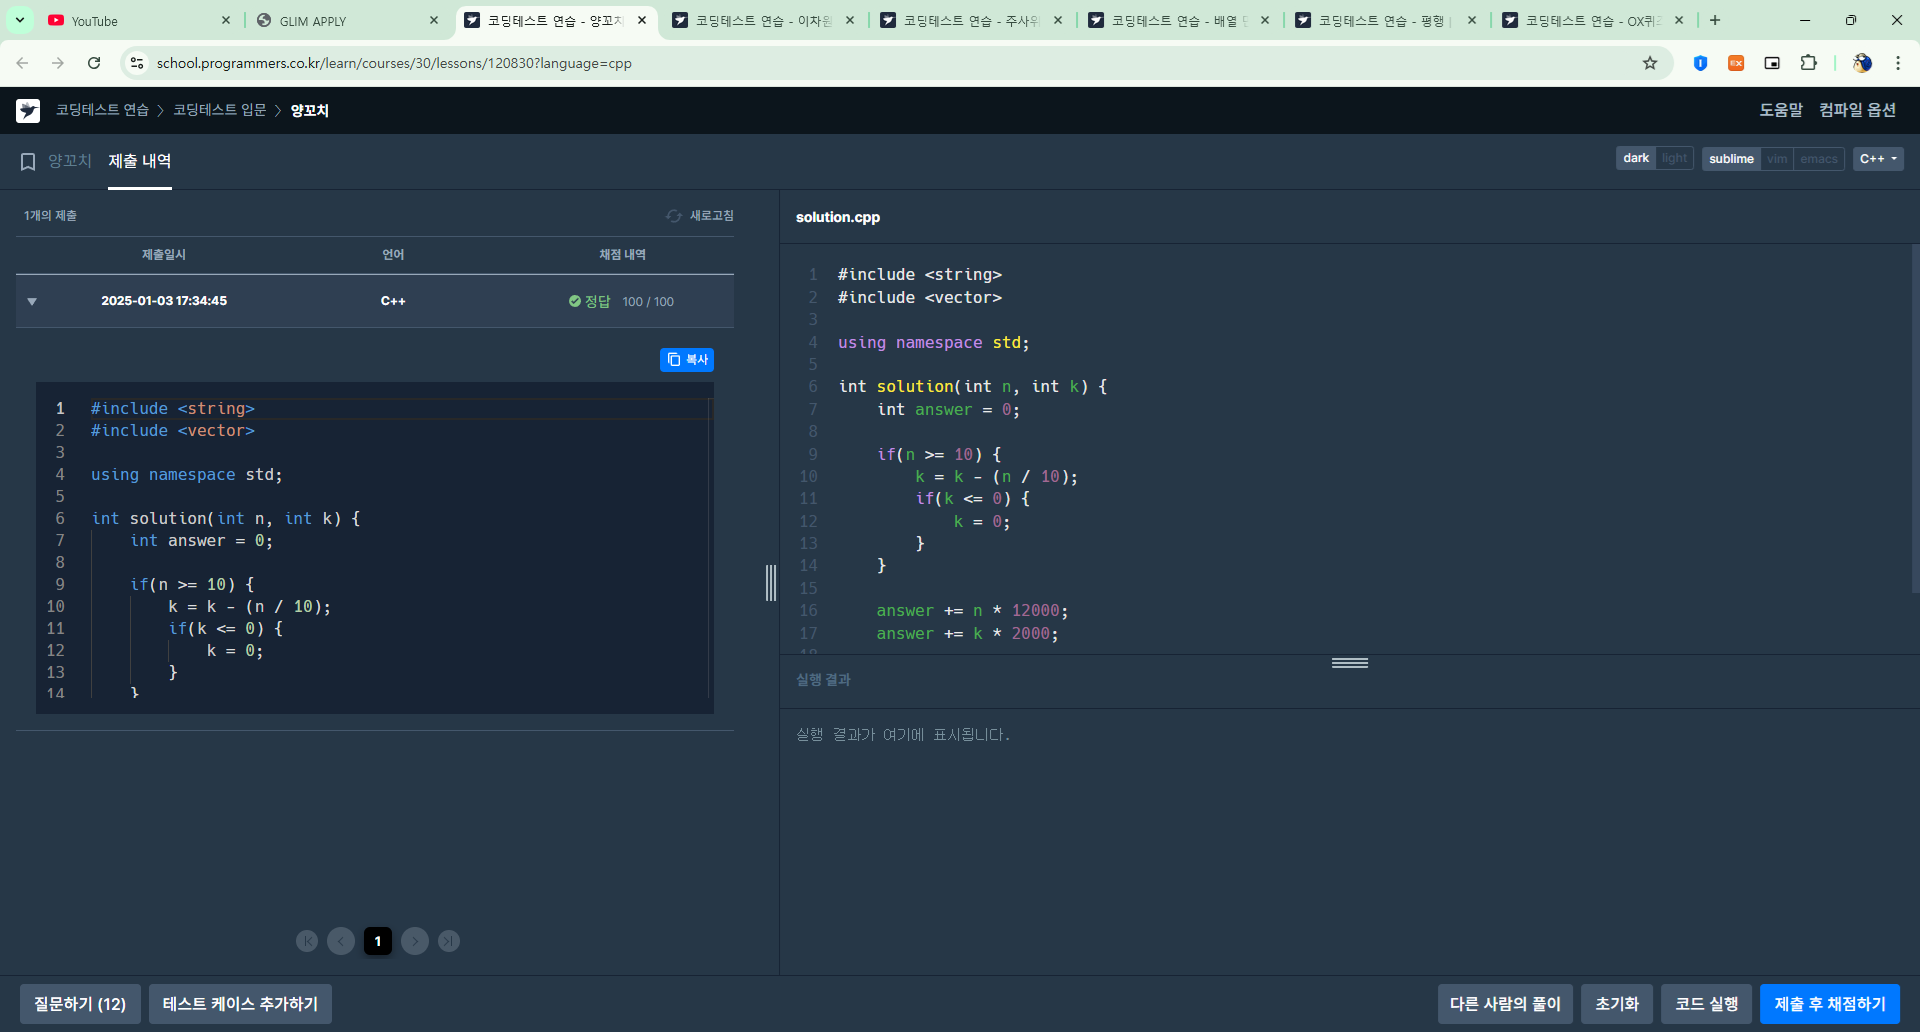 YouTube
GLIM APPLY
코딩테스트 연습 - 양꼬치
코딩테스트 연습 - 이차원
코딩테스트 연습 - 주사위
코딩테스트 연습 - 배열
코딩테스트 연습 - 평행
코딩테스트 연습 - OX퀴즈
school.programmers.co.kr/learn/courses/30/lessons/120830?language=cpp
코딩테스트 연습 > 코딩테스트 입문 > 양꼬치
도움말 컴파일 옵션
양꼬치 제출 내역
dark light
sublime vim emacs
C++
1개의 제출
새로고침
제출일시 언어 채점 내역
2025-01-03 17:34:45 C++ 정답 100 / 100
복사
1 #include <string>
2 #include <vector>
3
4 using namespace std;
5
6 int solution(int n, int k) {
7     int answer = 0;
8
9     if(n >= 10) {
10         k = k - (n / 10);
11         if(k <= 0) {
12             k = 0;
13         }
14     }
1
solution.cpp
1 #include <string>
2 #include <vector>
3
4 using namespace std;
5
6 int solution(int n, int k) {
7     int answer = 0;
8
9     if(n >= 10) {
10         k = k - (n / 10);
11         if(k <= 0) {
12             k = 0;
13         }
14     }
15
16     answer += n * 12000;
17     answer += k * 2000;
18
실행 결과
실행 결과가 여기에 표시됩니다.
질문하기 (12)
테스트 케이스 추가하기
다른 사람의 풀이
초기화
코드 실행
제출 후 채점하기